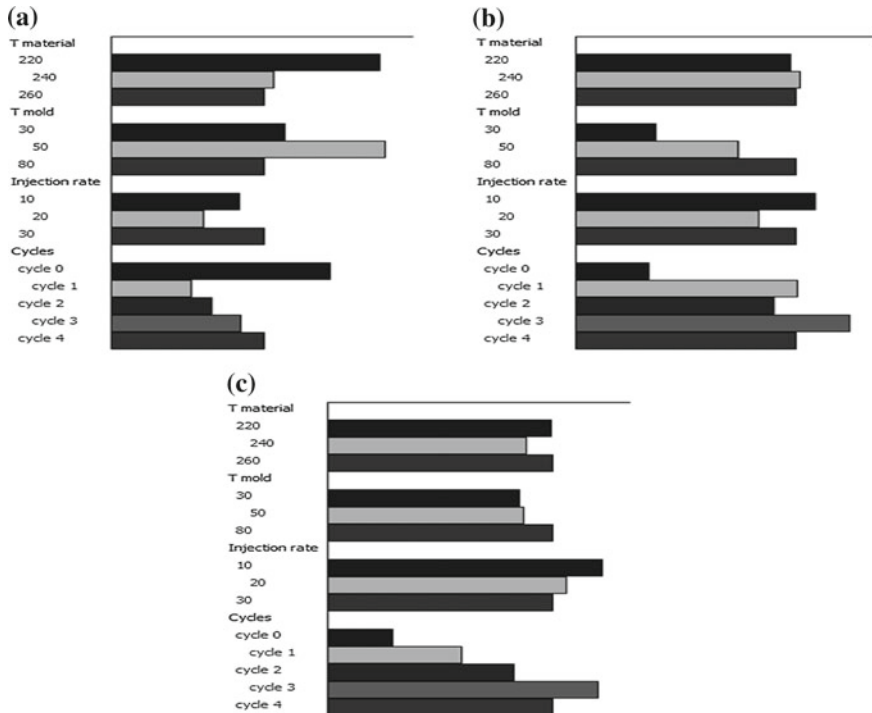 (a)
T material
220
240
260
T mold
30
50
80
Injection rate
10
20
30
Cycles
cycle 0
cycle 1
cycle 2
cycle 3
cycle 4
(b)
T material
220
240
260
T mold
30
50
80
Injection rate
10
20
30
Cycles
cycle 0
cycle 1
cycle 2
cycle 3
cycle 4
(c)
T material
220
240
260
T mold
30
50
80
Injection rate
10
20
30
Cycles
cycle 0
cycle 1
cycle 2
cycle 3
cycle 4